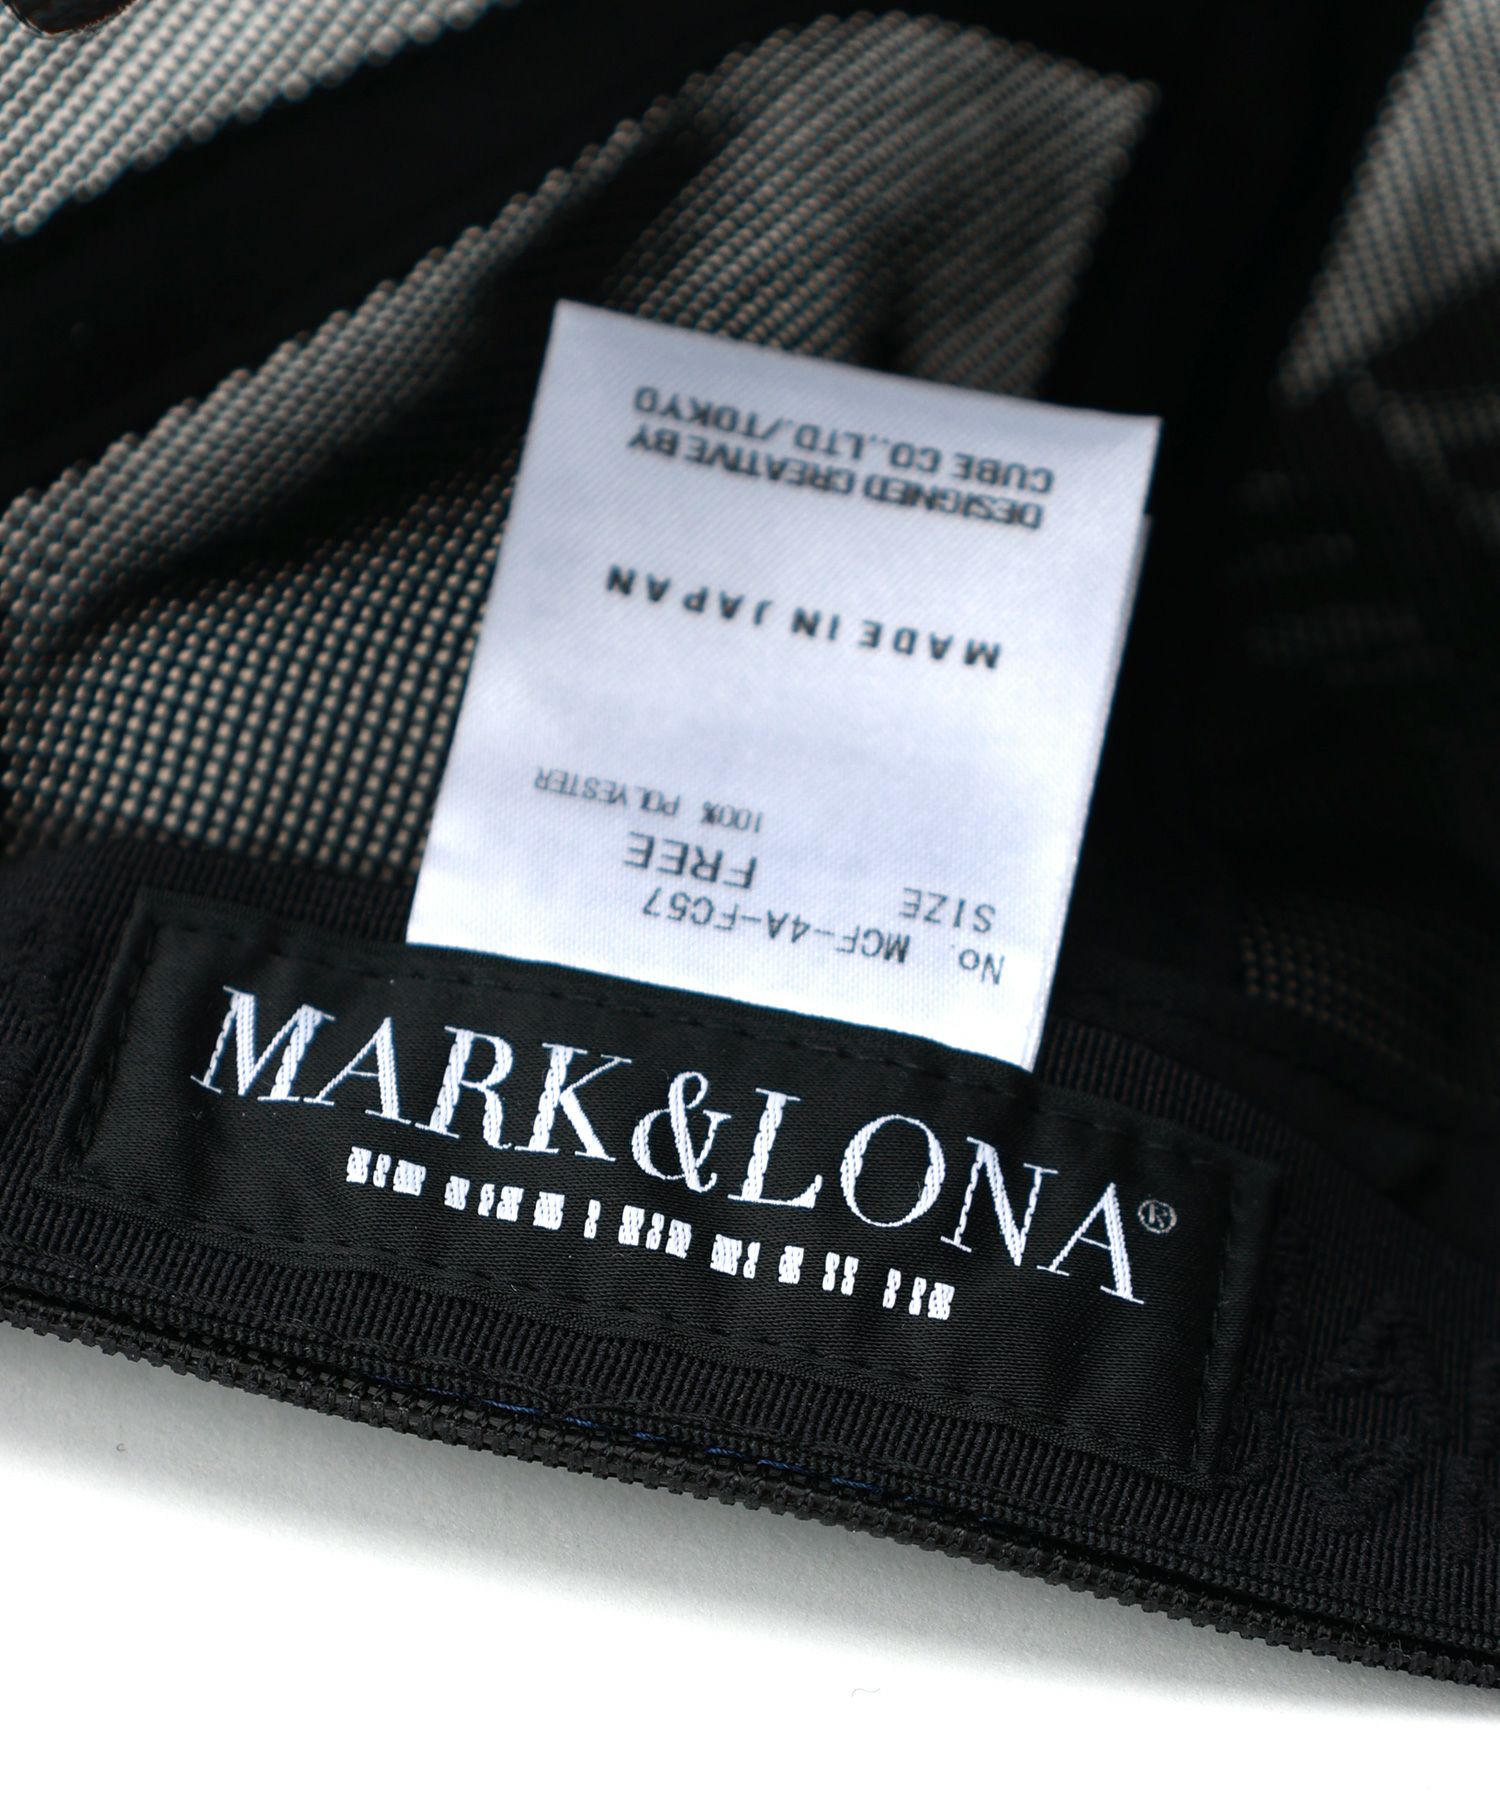 No. MCF-4A-FC57
SIZE
FREE
100% POLYESTER
MADE IN JAPAN
DESIGNED CREATIVE BY
CUBE CO.,LTD./TOKYO
MARK&LONA®